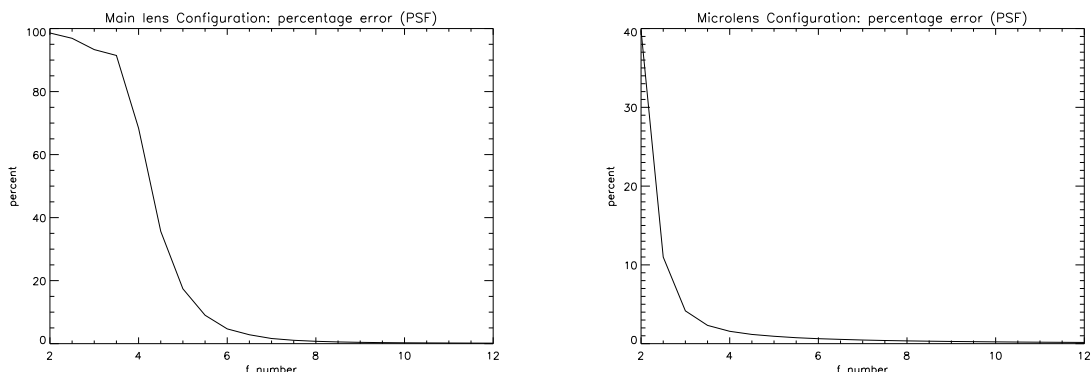 Main lens Configuration: percentage error (PSF)
100
80
60
40
20
0
percent
2 4 6 8 10 12
f number
Microlens Configuration: percentage error (PSF)
40
30
20
10
0
percent
2 4 6 8 10 12
f number